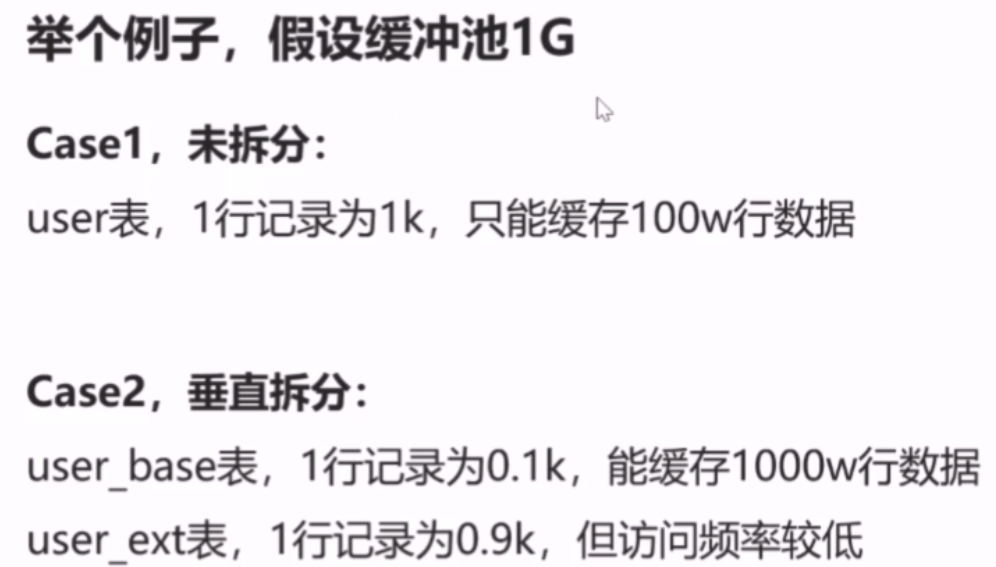 举个例子，假设缓冲池1G
Case1，未拆分：
user表，1行记录为1k，只能缓存100w行数据
Case2，垂直拆分：
user_base表，1行记录为0.1k，能缓存1000w行数据
user_ext表，1行记录为0.9k，但访问频率较低